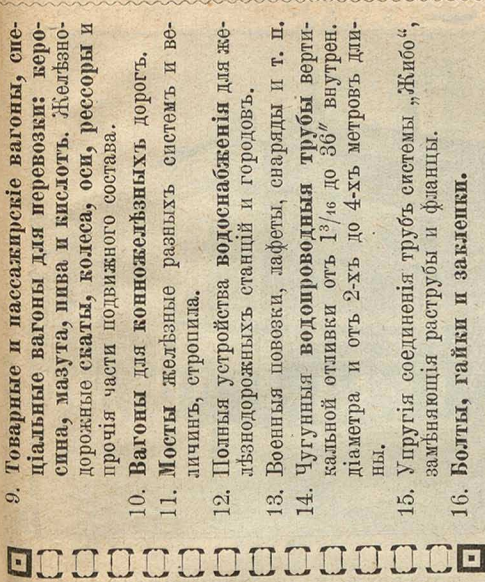 9. Товарные и пассажирскіе вагоны, спе-
ціальные вагоны для перевозки: керо-
сина, мазута, пива и кислотъ. Желѣзно-
дорожные скаты, колеса, оси, рессоры и
прочія части подвижного состава.
10. Вагоны для конножелѣзныхъ дорогъ.
11. Мосты желѣзные разныхъ системъ и ве-
личинъ, стропила.
12. Полныя устройства водоснабженія для же-
лѣзнодорожныхъ станцій и городовъ.
13. Военныя повозки, лафеты, снаряды и т. п.
14. Чугунныя водопроводныя трубы верти-
кальной отливки отъ 1³/₁₆ до 36" внутрен.
діаметра и отъ 2-хъ до 4-хъ метровъ дли-
ны.
15. Упругія соединенія трубъ системы „Жибо“,
замѣняющія раструбы и фланцы.
16. Болты, гайки и заклепки.